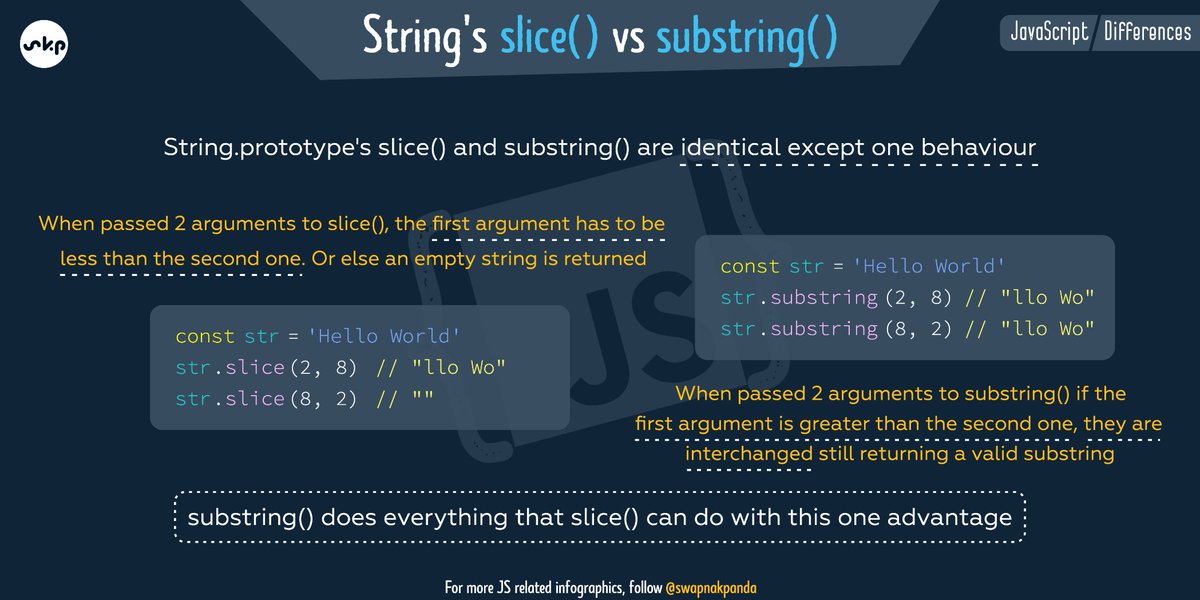 skp
String's slice() vs substring()
JavaScript / Differences
String.prototype's slice() and substring() are identical except one behaviour
When passed 2 arguments to slice(), the first argument has to be
less than the second one. Or else an empty string is returned
const str = 'Hello World'
str.slice(2, 8) // "llo Wo"
str.slice(8, 2) // ""
const str = 'Hello World'
str.substring(2, 8) // "llo Wo"
str.substring(8, 2) // "llo Wo"
JS
When passed 2 arguments to substring() if the
first argument is greater than the second one, they are
interchanged still returning a valid substring
substring() does everything that slice() can do with this one advantage
For more JS related infographics, follow @swapnakpanda